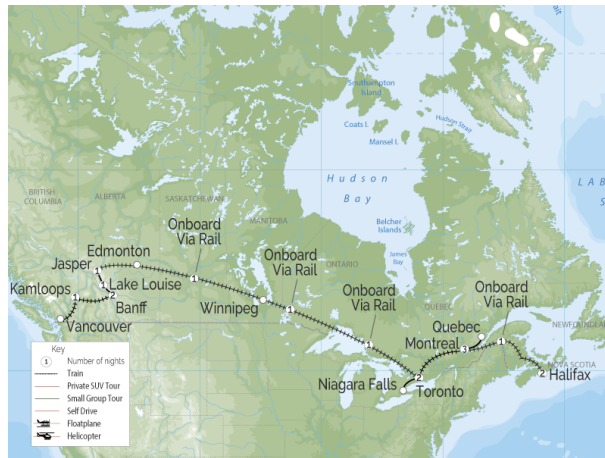 Southampton
Island
Coats I.
Mansel I.
Hudson Strait
Hudson
Bay
LAB
S
BRITISH
COLUMBIA
ALBERTA
SASKATCHEWAN
MANITOBA
Belcher
Islands
James
Bay
ONTARIO
QUEBEC
NEWFOUNDLAN
NOVA SCOTIA
Onboard
Via Rail
Onboard
Via Rail
Onboard
Via Rail
Onboard
Via Rail
Edmonton
Jasper
1
1
Lake Louise
1
Kamloops
1
2
Banff
Vancouver
Winnipeg
1
1
Quebec
Montreal
3
1
2
Halifax
Niagara Falls
2
Toronto
Key
1 Number of nights
Train
Private SUV Tour
Small Group Tour
Self Drive
Floatplane
Helicopter